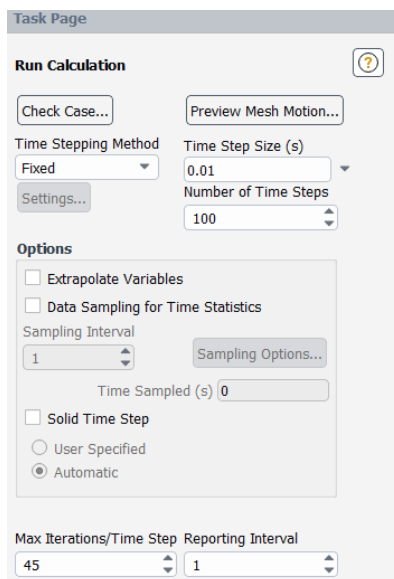 Task Page
Run Calculation
?
Check Case...
Preview Mesh Motion...
Time Stepping Method
Time Step Size (s)
Fixed
0.01
Settings...
Number of Time Steps
100
Options
Extrapolate Variables
Data Sampling for Time Statistics
Sampling Interval
1
Sampling Options...
Time Sampled (s) 0
Solid Time Step
User Specified
Automatic
Max Iterations/Time Step Reporting Interval
45 1